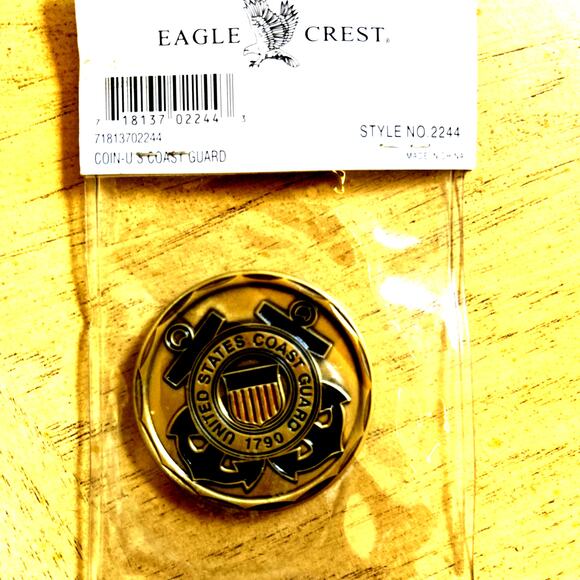 EAGLE CREST®
7 18137 02244 3
71813702244
COIN-U S COAST GUARD
STYLE NO. 2244
MADE IN CHINA
UNITED STATES COAST GUARD
1790